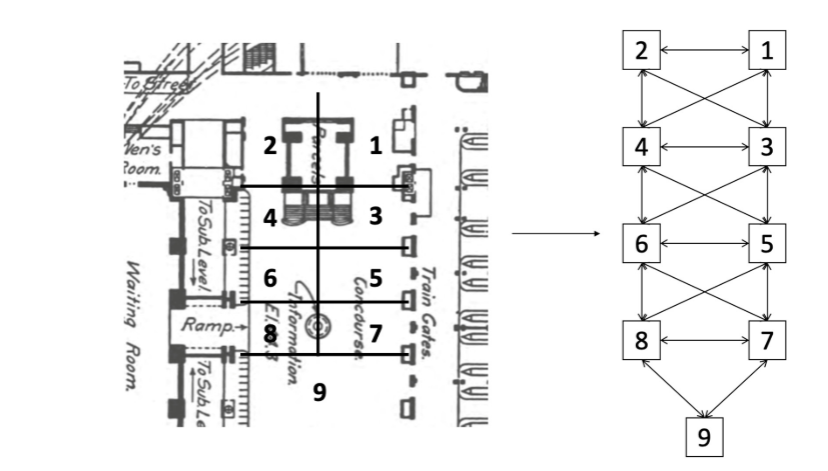 To Street
Parcels
2
1
Men's
Room.
To Sub. Level.
4
3
Waiting Room.
6
5
Information
El.
Concourse.
Train Gates.
Ramp.
8
7
To Sub. Le
9
2 1
4 3
6 5
8 7
9